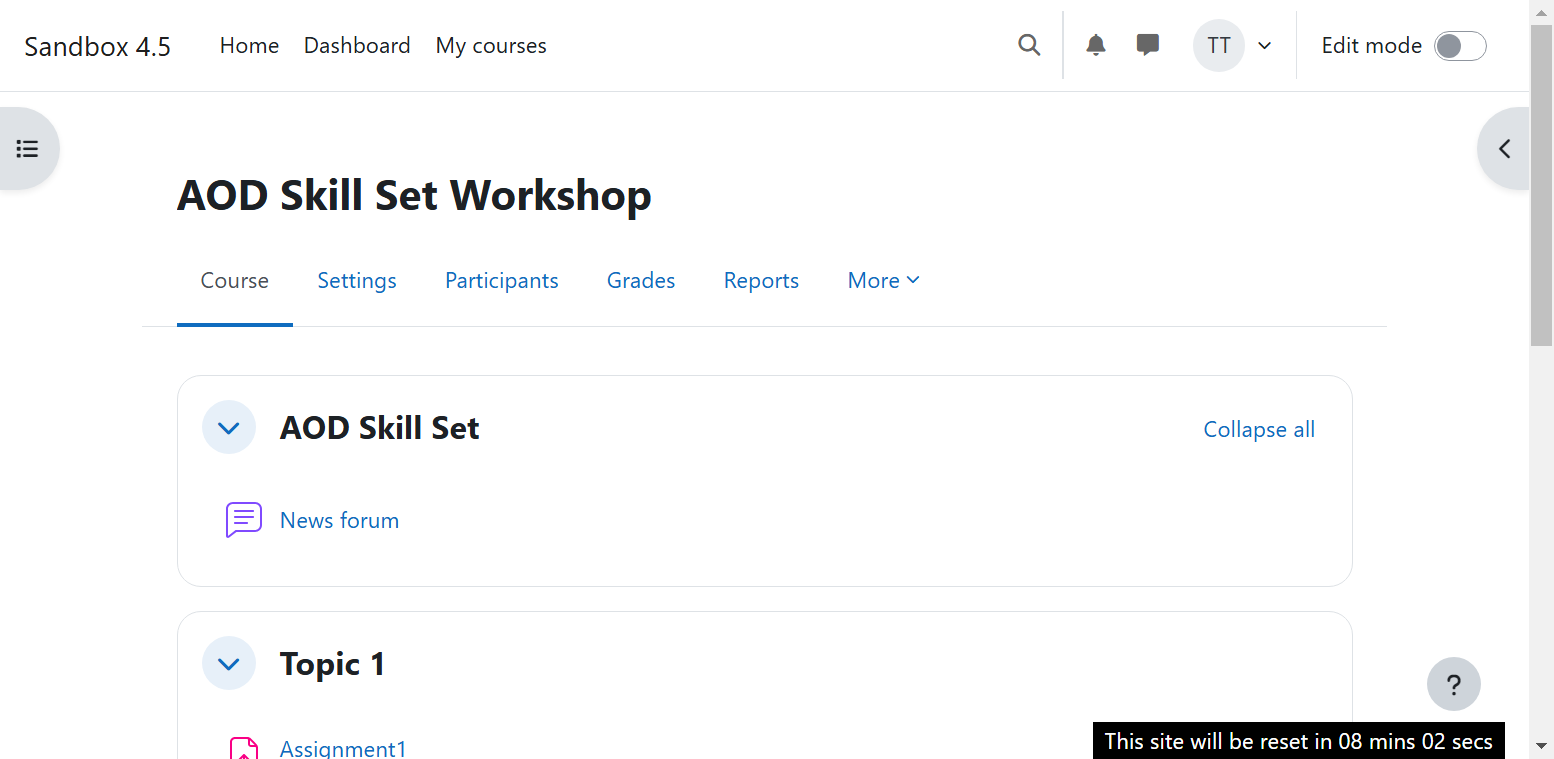 Sandbox 4.5 Home Dashboard My courses TT Edit mode
AOD Skill Set Workshop
Course Settings Participants Grades Reports More
AOD Skill Set Collapse all
News forum
Topic 1
?
Assignment1
This site will be reset in 08 mins 02 secs